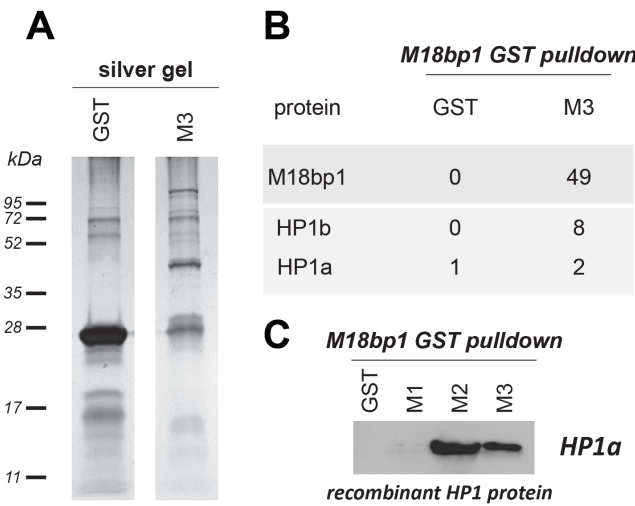 A
silver gel
GST M3
kDa
95
72
52
35
28
17
11
B
M18bp1 GST pulldown
protein GST M3
M18bp1 0 49
HP1b 0 8
HP1a 1 2
C
M18bp1 GST pulldown
GST M1 M2 M3
HP1a
recombinant HP1 protein